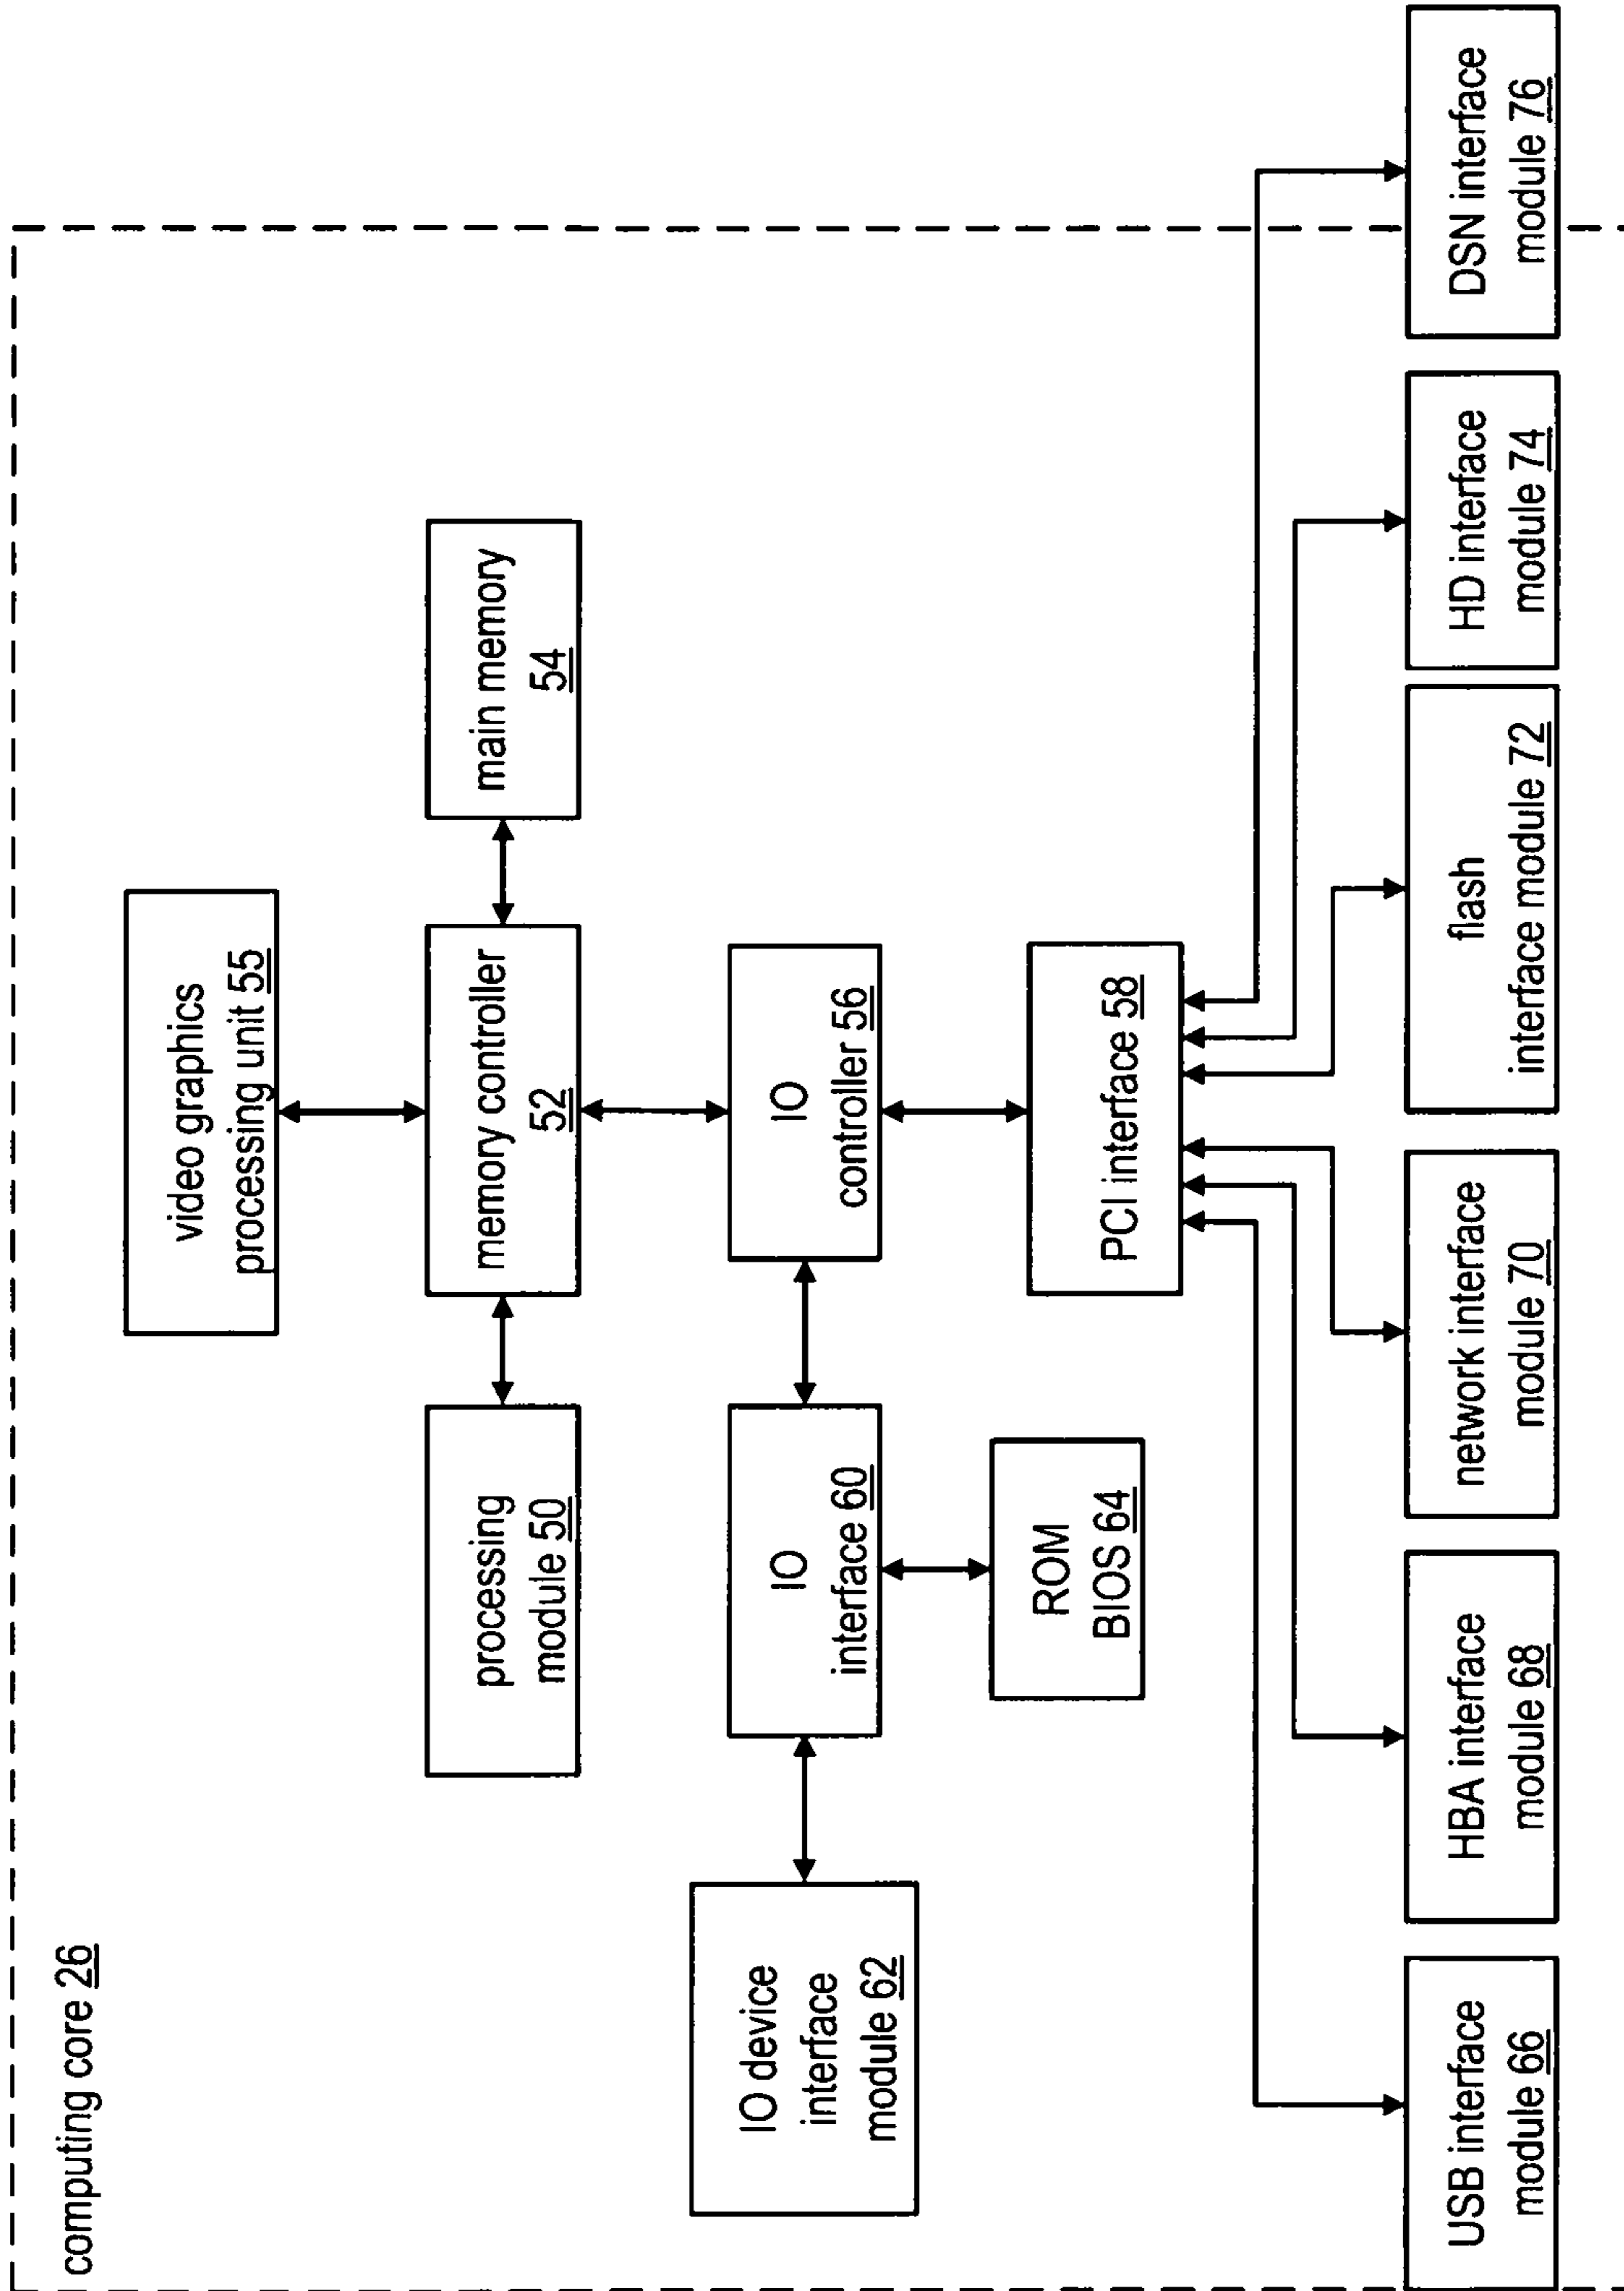 computing core 26
video graphics
processing unit 55
processing
module 50
memory controller
52
main memory
54
IO device
interface
module 62
IO
interface 60
IO
controller 56
ROM
BIOS 64
PCI interface 58
USB interface
module 66
HBA interface
module 68
network interface
module 70
flash
interface module 72
HD interface
module 74
DSN interface
module 76